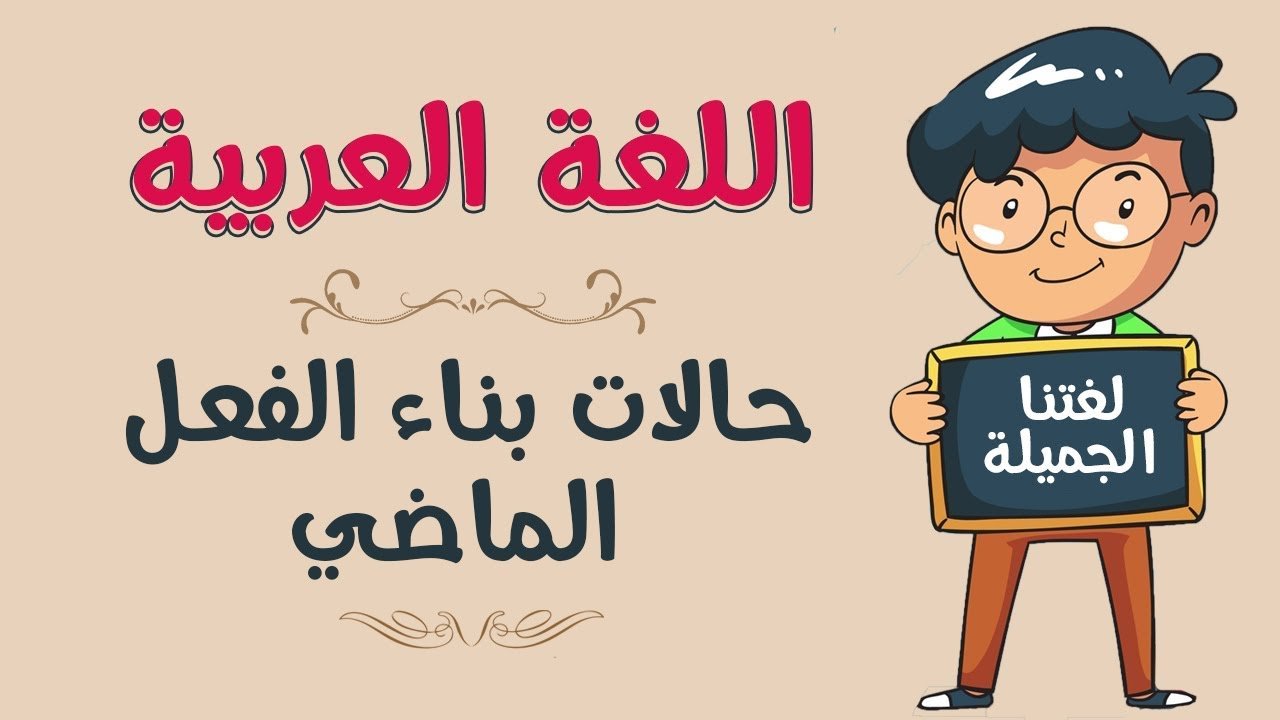 اللغة العربية
حالات بناء الفعل
الماضي
لغتنا
الجميلة